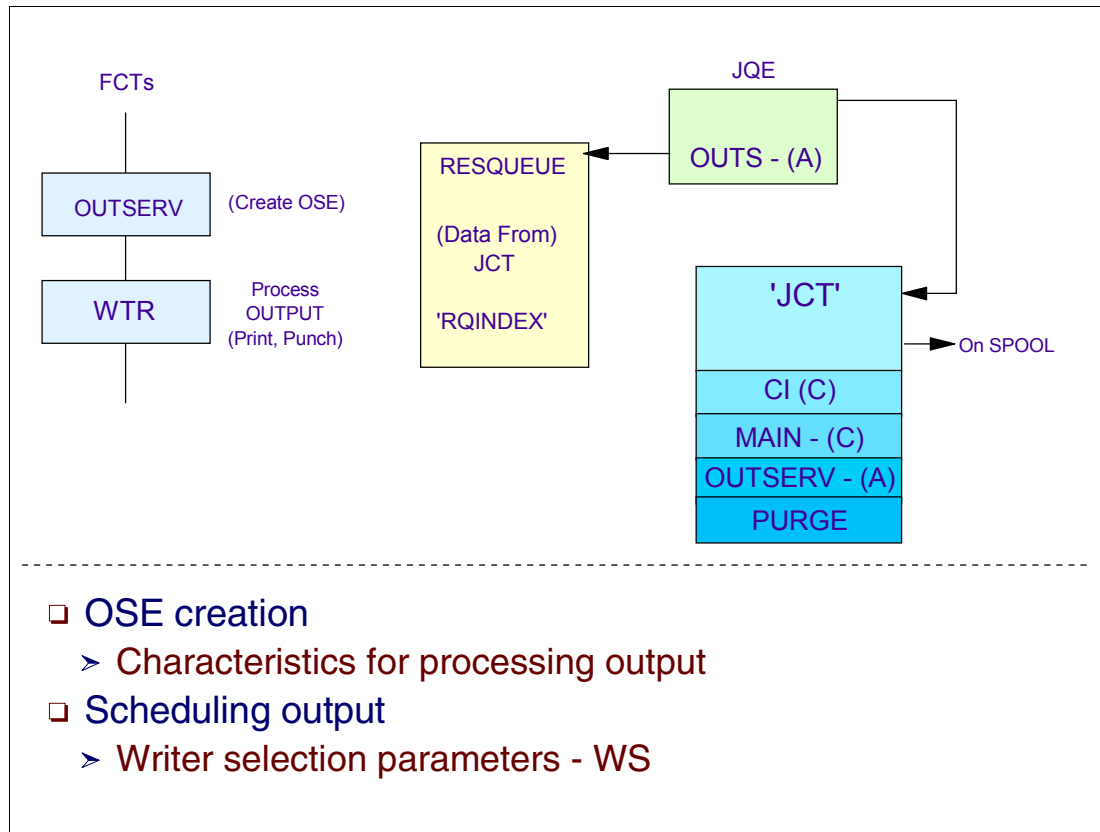 FCTs
OUTSERV
(Create OSE)
WTR
Process
OUTPUT
(Print, Punch)
RESQUEUE
(Data From)
JCT
'RQINDEX'
JQE
OUTS - (A)
'JCT'
On SPOOL
CI (C)
MAIN - (C)
OUTSERV - (A)
PURGE
OSE creation
Characteristics for processing output
Scheduling output
Writer selection parameters - WS